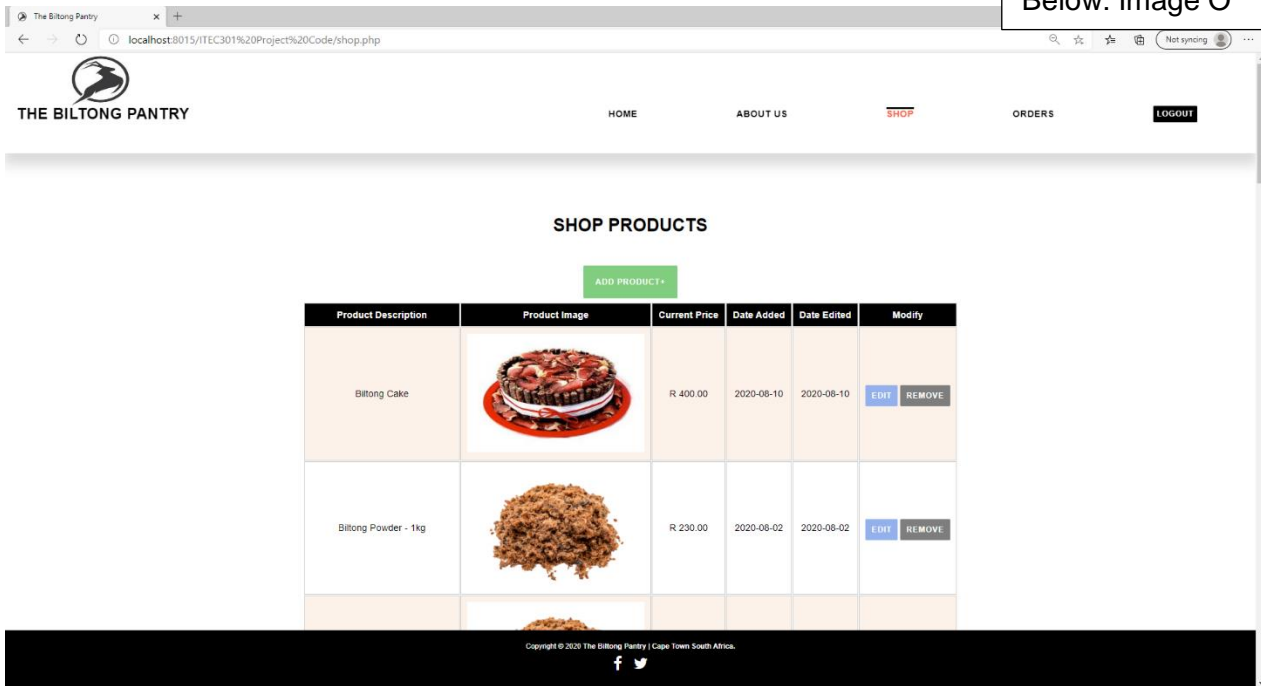 Below: Image O
The Biltong Pantry
localhost:8015/ITEC301%20Project%20Code/shop.php
Not syncing
THE BILTONG PANTRY
HOME ABOUT US SHOP ORDERS LOGOUT
SHOP PRODUCTS
ADD PRODUCT+
Product Description Product Image Current Price Date Added Date Edited Modify
Biltong Cake R 400.00 2020-08-10 2020-08-10 EDIT REMOVE
Biltong Powder - 1kg R 230.00 2020-08-02 2020-08-02 EDIT REMOVE
Copyright © 2020 The Biltong Pantry | Cape Town South Africa.